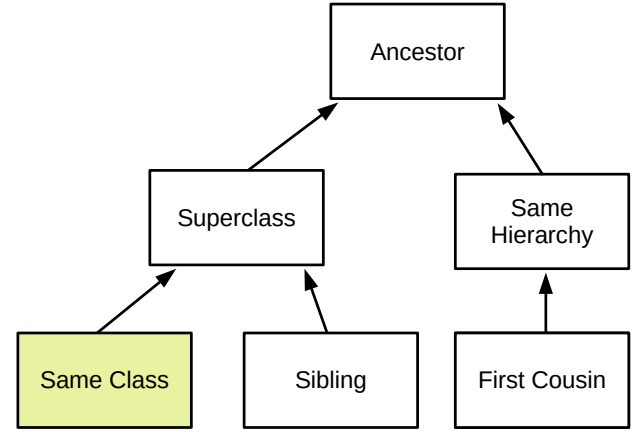 Ancestor
Superclass
Same
Hierarchy
Same Class
Sibling
First Cousin